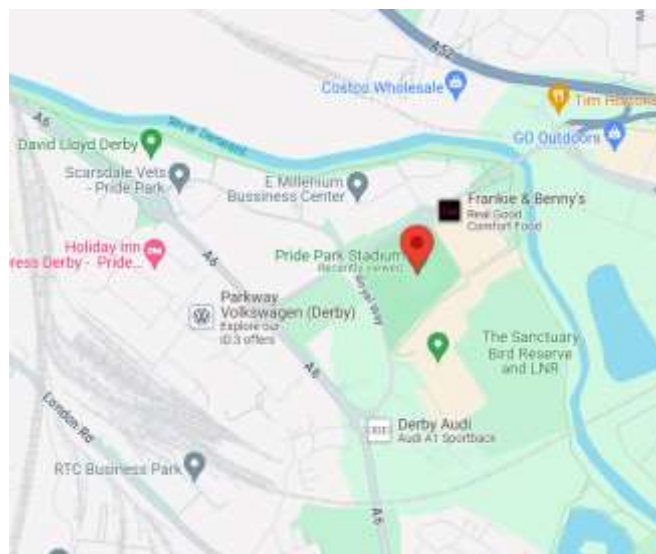 A52
Costco Wholesale
Tim Hortons
GO Outdoors
A6
River Derwent
David Lloyd Derby
Scarsdale Vets
- Pride Park
E Millenium
Bussiness Center
Frankie & Benny's
Real Good
Comfort Food
Holiday Inn
ress Derby - Pride...
A6
Pride Park Stadium
Recently viewed
Royal Way
Parkway
Volkswagen (Derby)
Explore our
ID.3 offers
A6
The Sanctuary
Bird Reserve
and LNR
London Rd
Derby Audi
Audi A1 Sportback
RTC Business Park
A6